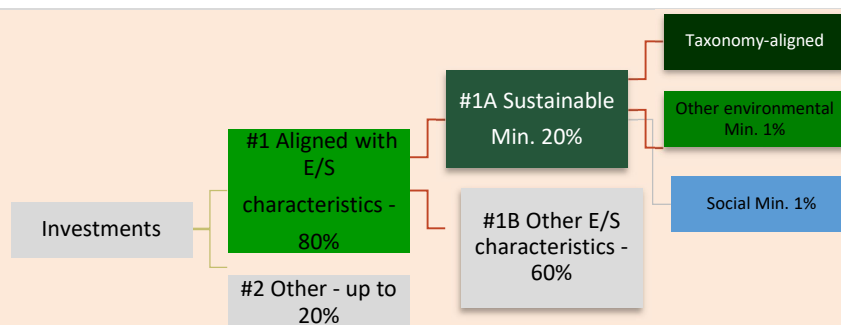 Investments
#1 Aligned with
E/S
characteristics -
80%
#2 Other - up to
20%
#1A Sustainable
Min. 20%
#1B Other E/S
characteristics -
60%
Taxonomy-aligned
Other environmental
Min. 1%
Social Min. 1%